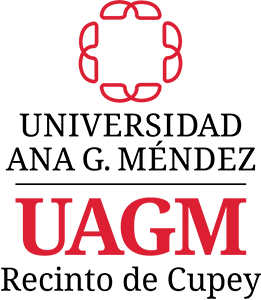 UNIVERSIDAD
ANA G. MÉNDEZ
UAGM
Recinto de Cupey